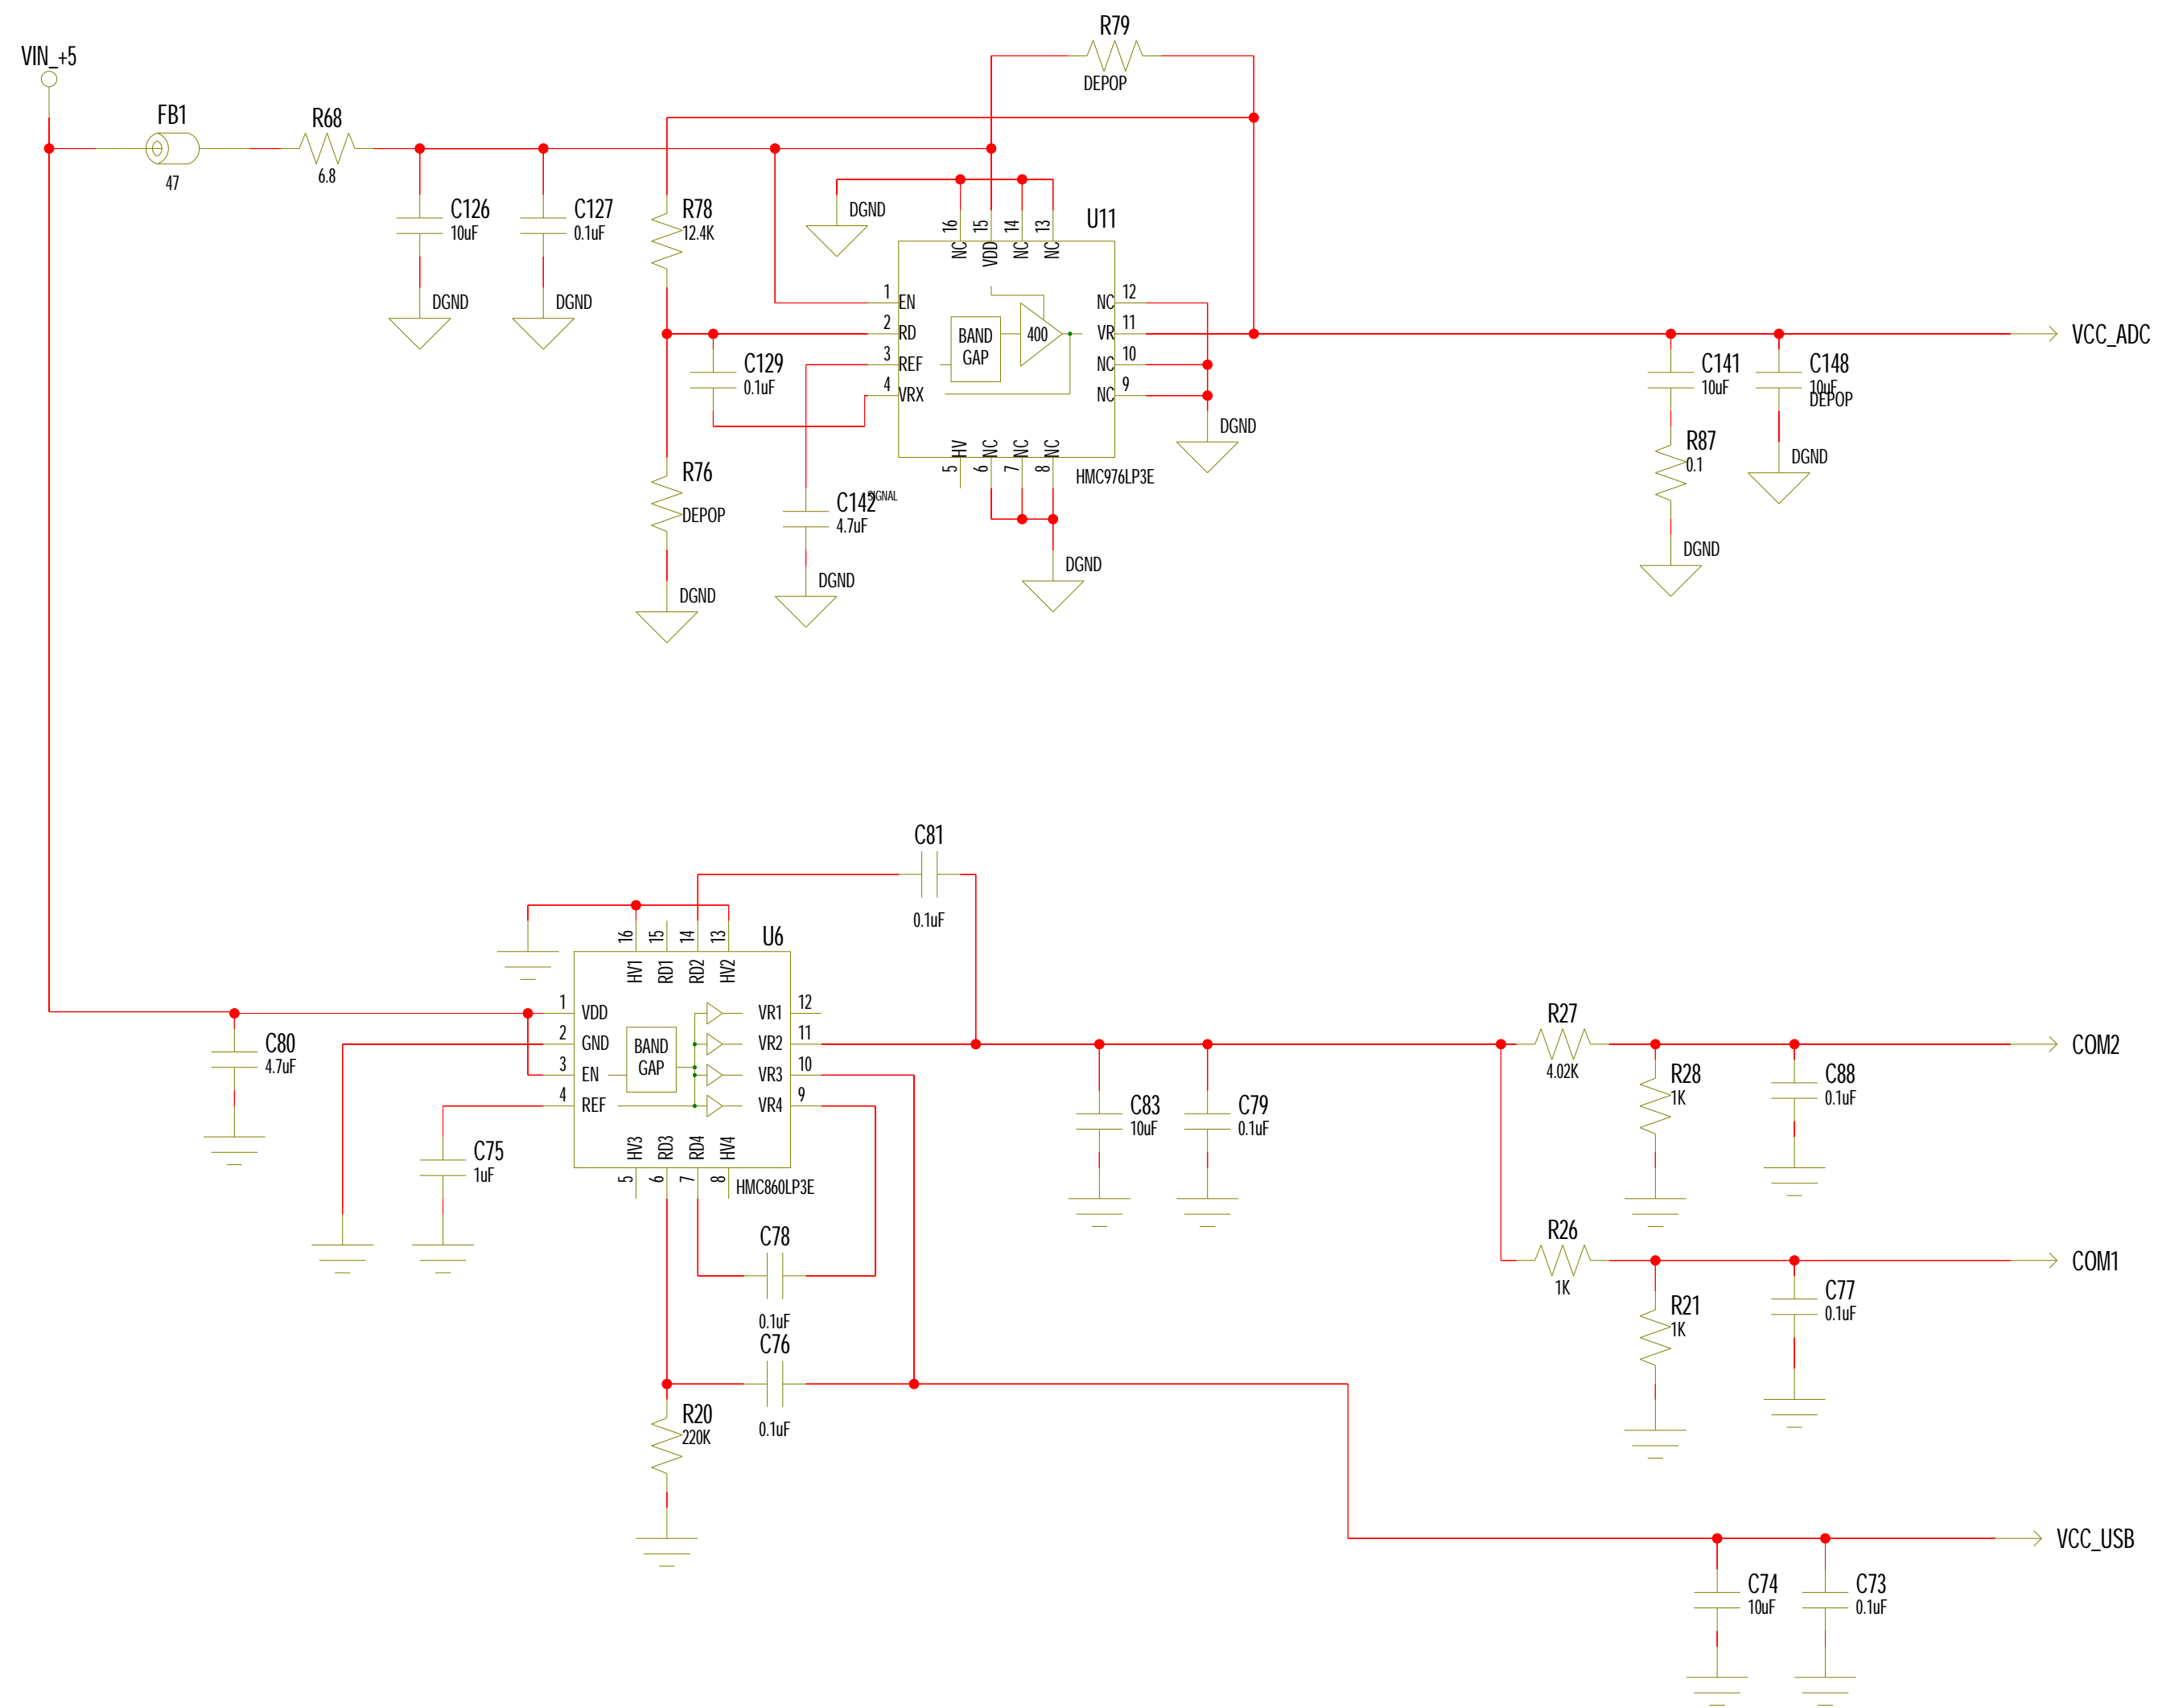 VIN_+5
FB1
47
R68
6.8
R79
DEPOP
C126
10uF
DGND
C127
0.1uF
DGND
R78
12.4K
DGND
U11
16
15
14
13
NC
VDD
NC
NC
1
EN
2
RD
3
REF
4
VRX
BAND
GAP
400
NC
12
VR
11
NC
10
NC
9
HV
NC
NC
NC
5
6
7
8
HMC976LP3E
DGND
C129
0.1uF
R76
DEPOP
DGND
C142
SIGNAL
4.7uF
DGND
DGND
VCC_ADC
C141
10uF
C148
10uF
DEPOP
R87
0.1
DGND
DGND
C81
0.1uF
U6
16
15
14
13
HV1
RD1
RD2
HV2
1
VDD
2
GND
3
EN
4
REF
BAND
GAP
VR1
12
VR2
11
VR3
10
VR4
9
HV3
RD3
RD4
HV4
5
6
7
8
HMC860LP3E
C80
4.7uF
C75
1uF
C78
0.1uF
C76
0.1uF
R20
220K
C83
10uF
C79
0.1uF
R27
4.02K
R28
1K
C88
0.1uF
COM2
R26
1K
R21
1K
C77
0.1uF
COM1
VCC_USB
C74
10uF
C73
0.1uF